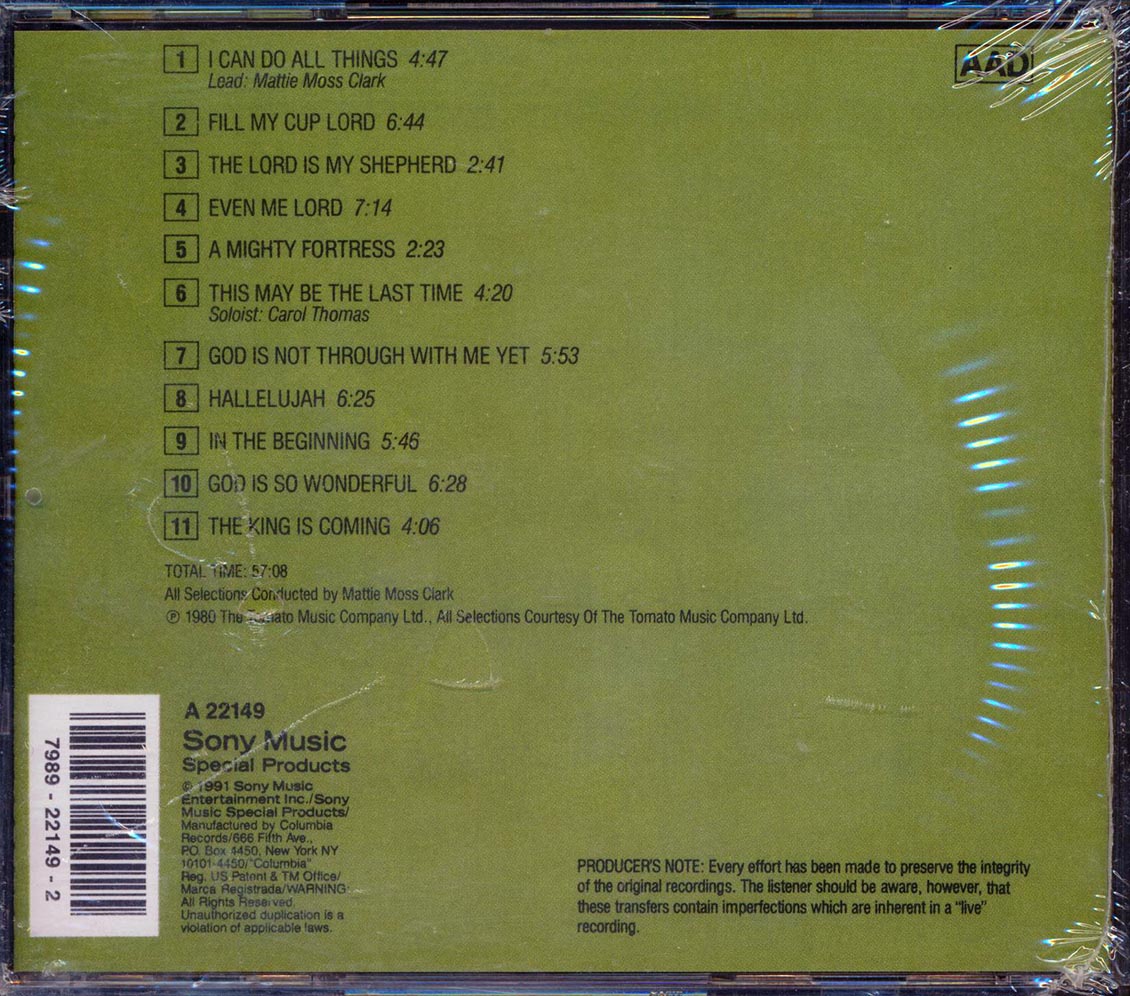 1 I CAN DO ALL THINGS 4:47
Lead: Mattie Moss Clark
AAD
2 FILL MY CUP LORD 6:44
3 THE LORD IS MY SHEPHERD 2:41
4 EVEN ME LORD 7:14
5 A MIGHTY FORTRESS 2:23
6 THIS MAY BE THE LAST TIME 4:20
Soloist: Carol Thomas
7 GOD IS NOT THROUGH WITH ME YET 5:53
8 HALLELUJAH 6:25
9 IN THE BEGINNING 5:46
10 GOD IS SO WONDERFUL 6:28
11 THE KING IS COMING 4:06
TOTAL TIME: 57:08
All Selections Conducted by Mattie Moss Clark
℗ 1980 The Tomato Music Company Ltd., All Selections Courtesy Of The Tomato Music Company Ltd.
7989 - 22149 - 2
A 22149
Sony Music
Special Products
© 1991 Sony Music
Entertainment Inc./Sony
Music Special Products/
Manufactured by Columbia
Records/666 Fifth Ave.,
P.O. Box 4450, New York NY
10101-4450/"Columbia"
Reg. US Patent & TM Office/
Marca Registrada/WARNING:
All Rights Reserved.
Unauthorized duplication is a
violation of applicable laws.
PRODUCER'S NOTE: Every effort has been made to preserve the integrity
of the original recordings. The listener should be aware, however, that
these transfers contain imperfections which are inherent in a "live"
recording.